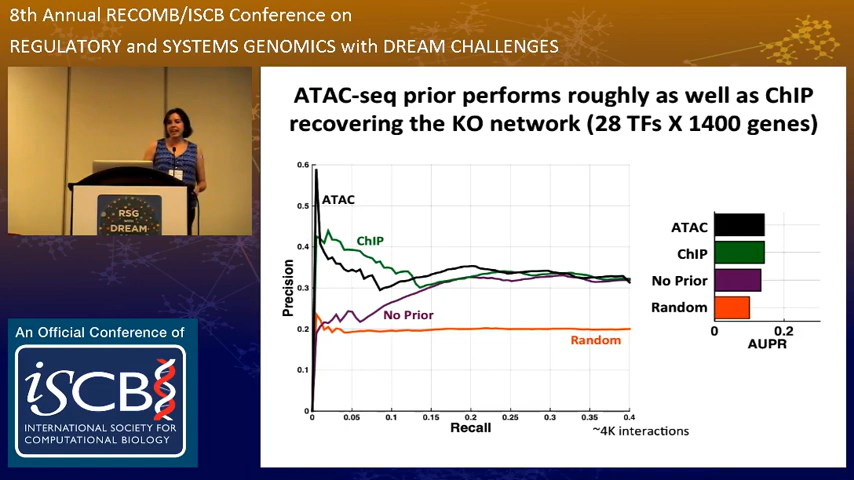 8th Annual RECOMB/ISCB Conference on
REGULATORY and SYSTEMS GENOMICS with DREAM CHALLENGES
RSG
with
DREAM
An Official Conference of
iSCB
INTERNATIONAL SOCIETY FOR
COMPUTATIONAL BIOLOGY
ATAC-seq prior performs roughly as well as ChIP
recovering the KO network (28 TFs X 1400 genes)
Precision
0.6
0.5
0.4
0.3
0.2
0.1
0
ATAC
ChIP
No Prior
Random
0
0.05
0.1
0.15
0.2
0.25
0.3
0.35
0.4
Recall
~4K interactions
ATAC
ChIP
No Prior
Random
0
0.2
AUPR